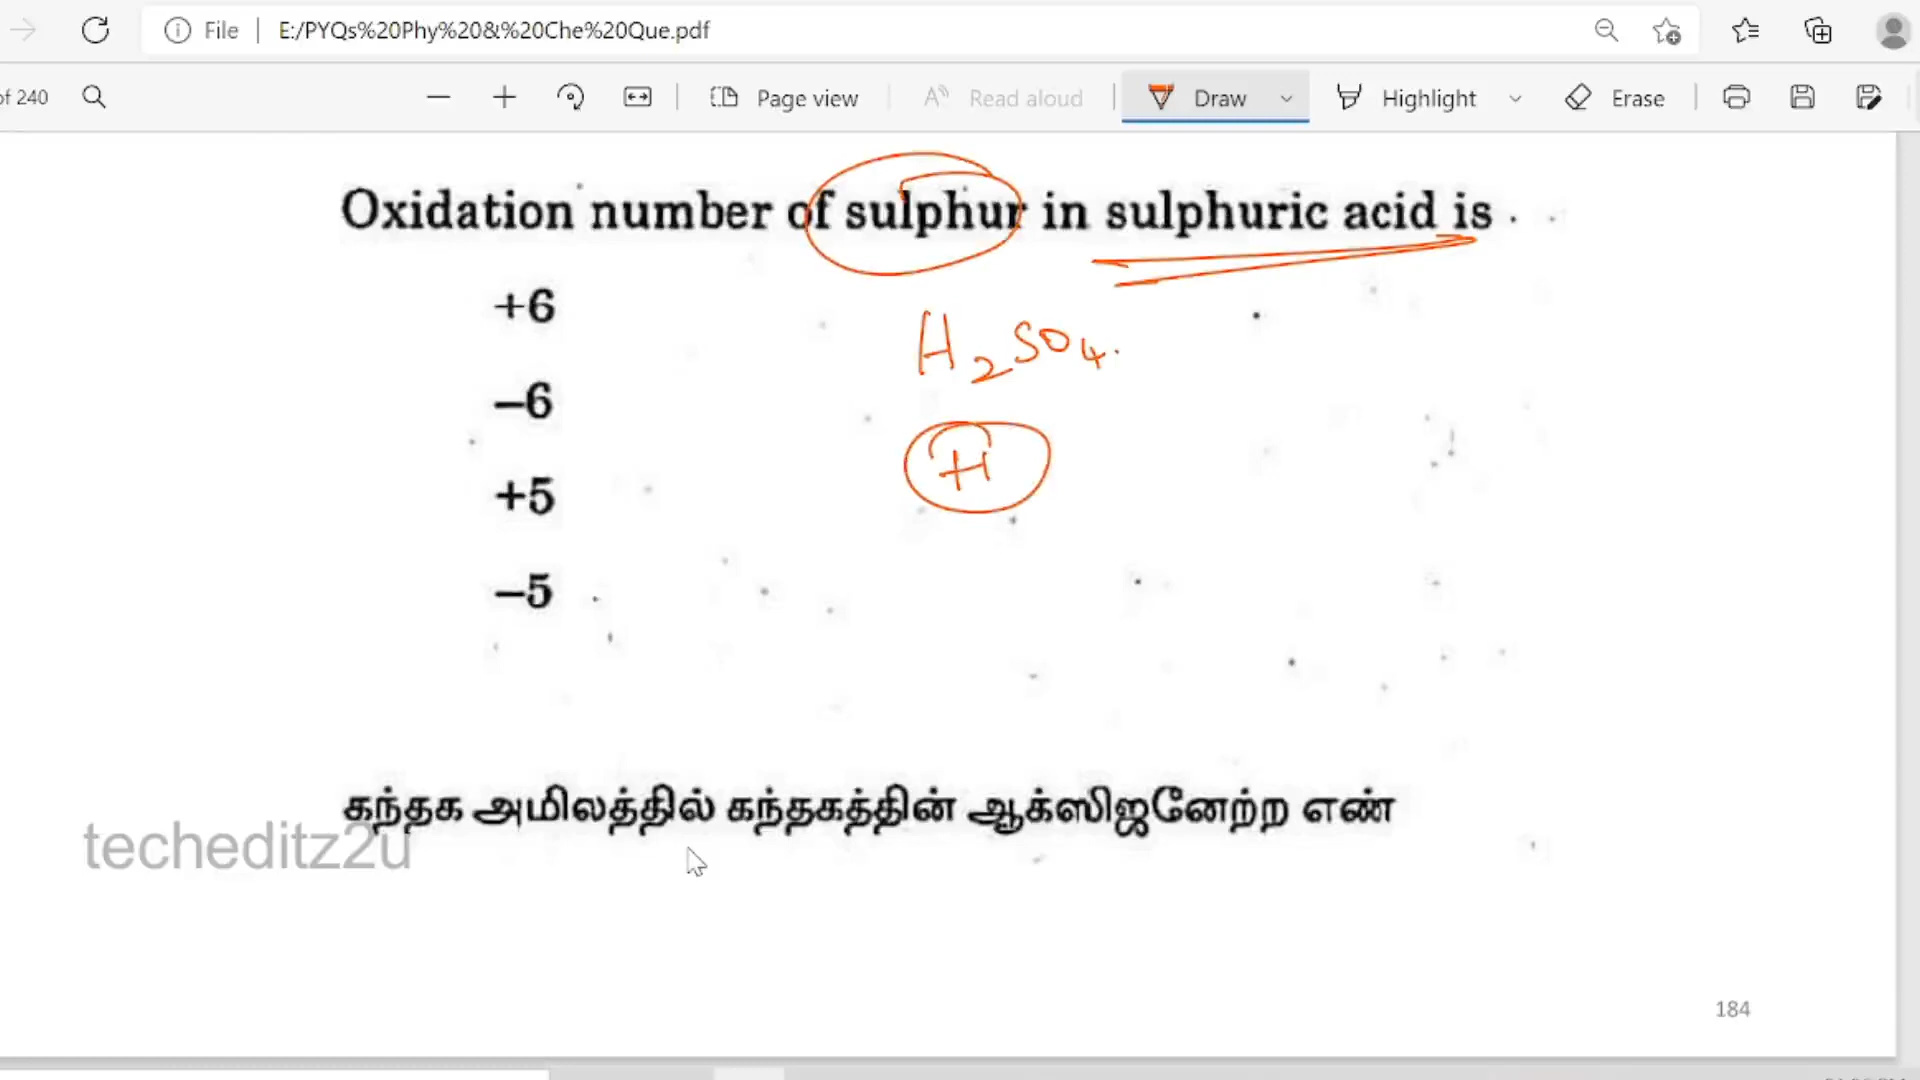 File E:/PYQs%20Phy%20&%20Che%20Que.pdf
of 240 Page view Read aloud Draw Highlight Erase
Oxidation number of sulphur in sulphuric acid is
+6
H2SO4.
–6
H
+5
–5
கந்தக அமிலத்தில் கந்தகத்தின் ஆக்ஸிஜனேற்ற எண்
techeditz2u
184